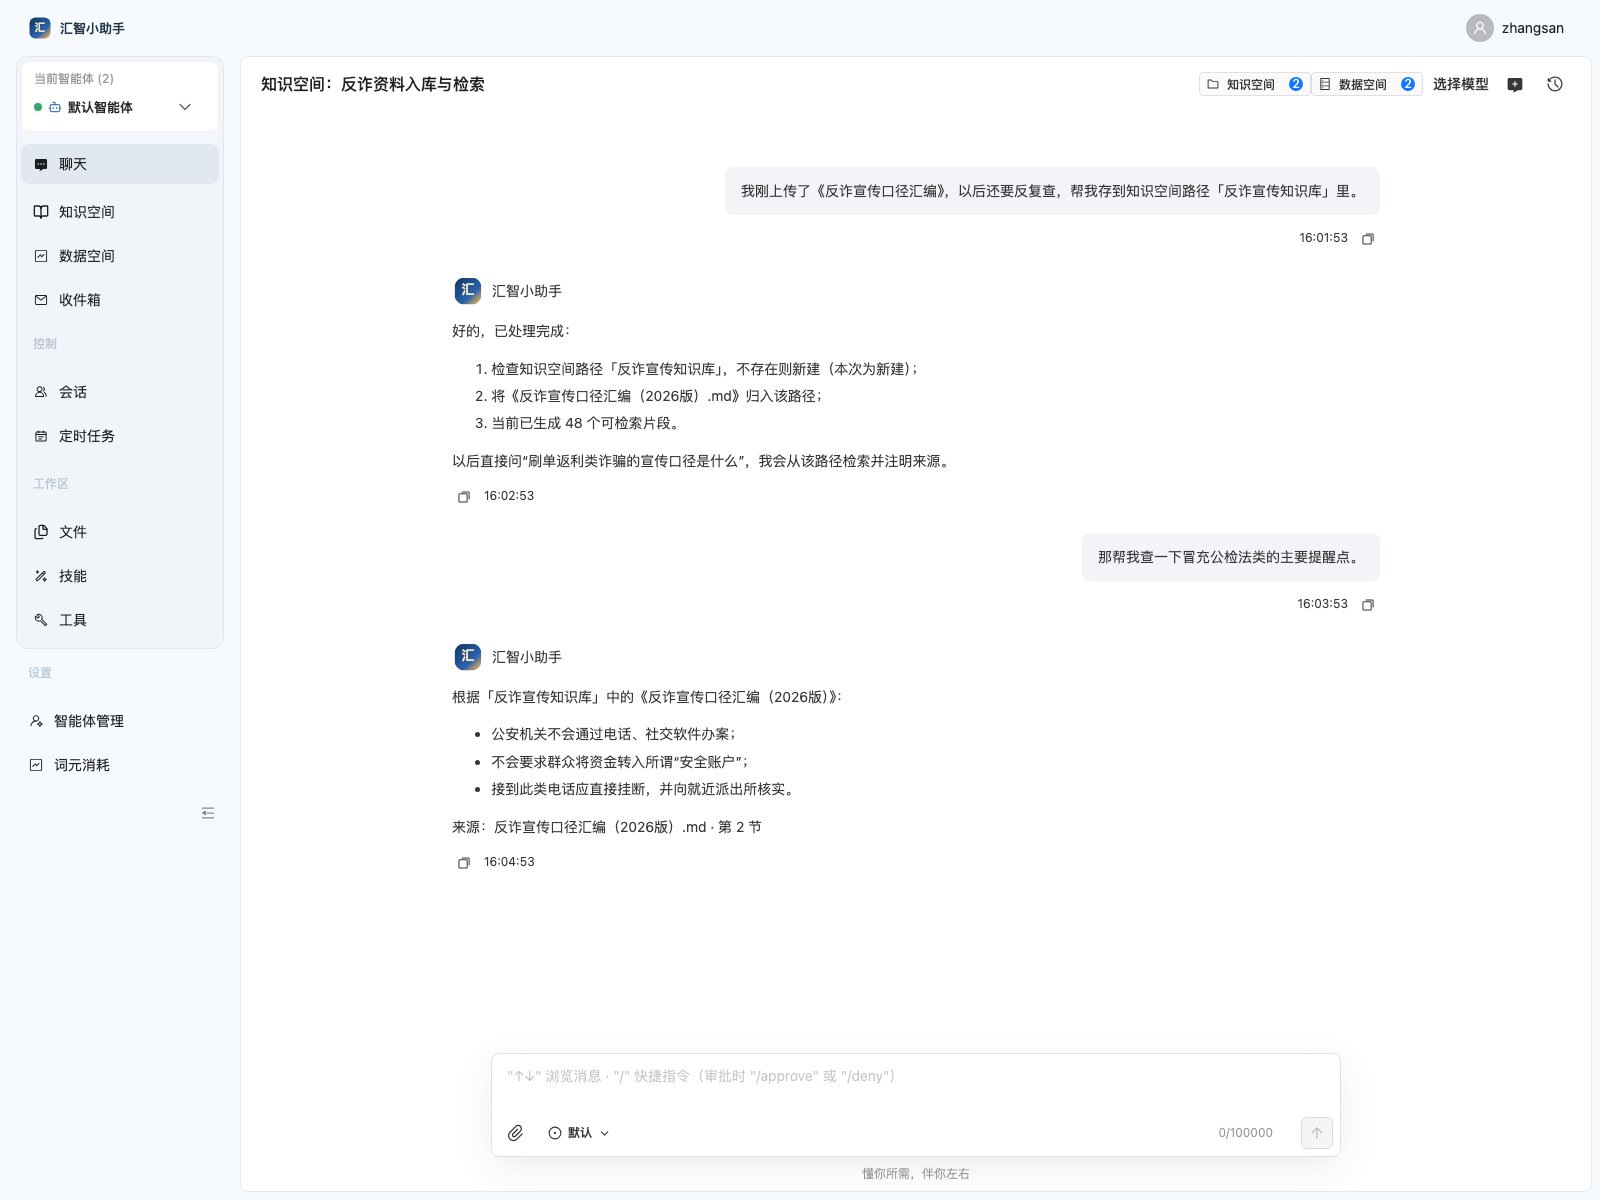 汇 汇智小助手
zhangsan
当前智能体 (2)
默认智能体
聊天
知识空间
数据空间
收件箱
控制
会话
定时任务
工作区
文件
技能
工具
设置
智能体管理
词元消耗
知识空间：反诈资料入库与检索
知识空间 2 数据空间 2 选择模型
我刚上传了《反诈宣传口径汇编》，以后还要反复查，帮我存到知识空间路径「反诈宣传知识库」里。
16:01:53
汇 汇智小助手
好的，已处理完成：
1. 检查知识空间路径「反诈宣传知识库」，不存在则新建（本次为新建）；
2. 将《反诈宣传口径汇编（2026版）.md》归入该路径；
3. 当前已生成 48 个可检索片段。
以后直接问“刷单返利类诈骗的宣传口径是什么”，我会从该路径检索并注明来源。
16:02:53
那帮我查一下冒充公检法类的主要提醒点。
16:03:53
汇 汇智小助手
根据「反诈宣传知识库」中的《反诈宣传口径汇编（2026版）》：
• 公安机关不会通过电话、社交软件办案；
• 不会要求群众将资金转入所谓“安全账户”；
• 接到此类电话应直接挂断，并向就近派出所核实。
来源：反诈宣传口径汇编（2026版）.md · 第 2 节
16:04:53
"↑↓" 浏览消息 · "/" 快捷指令（审批时 "/approve" 或 "/deny"）
默认
0/100000
懂你所需，伴你左右